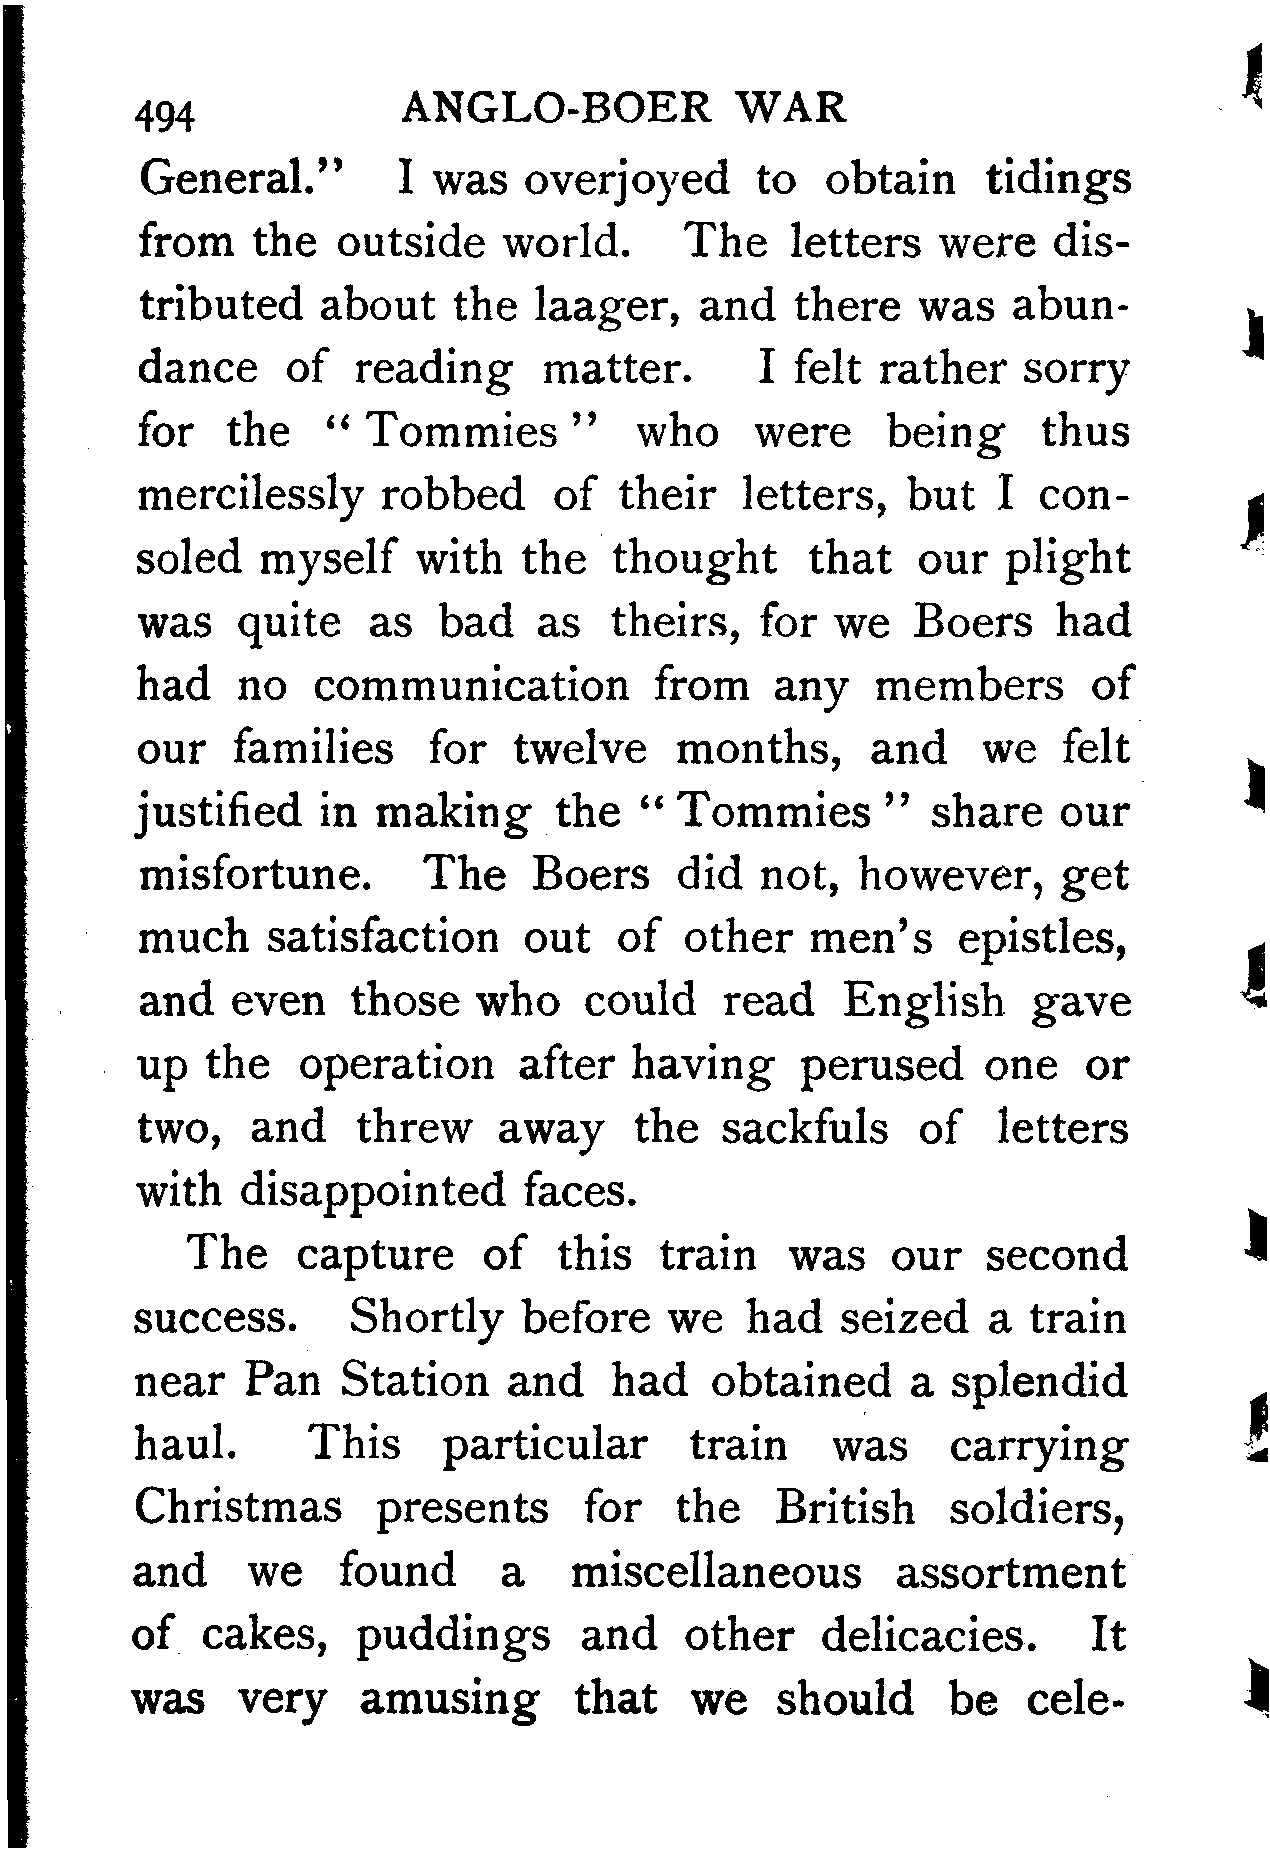 494 ANGLO-BOER WAR
General." I was overjoyed to obtain tidings
from the outside world. The letters were dis-
tributed about the laager, and there was abun-
dance of reading matter. I felt rather sorry
for the " Tommies " who were being thus
mercilessly robbed of their letters, but I con-
soled myself with the thought that our plight
was quite as bad as theirs, for we Boers had
had no communication from any members of
our families for twelve months, and we felt
justified in making the " Tommies " share our
misfortune. The Boers did not, however, get
much satisfaction out of other men's epistles,
and even those who could read English gave
up the operation after having perused one or
two, and threw away the sackfuls of letters
with disappointed faces.
The capture of this train was our second
success. Shortly before we had seized a train
near Pan Station and had obtained a splendid
haul. This particular train was carrying
Christmas presents for the British soldiers,
and we found a miscellaneous assortment
of cakes, puddings and other delicacies. It
was very amusing that we should be cele-